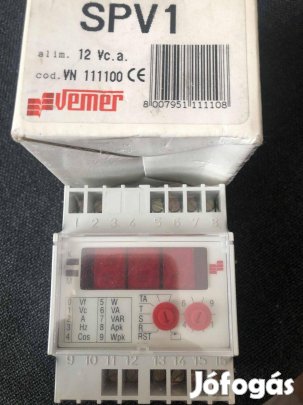 SPV1
alim. 12 Vc.a.
cod. VN 111100 CE
vemer
8 007951 111108
1 2 3 4 5 6 7 8
vemer
0 Vf 5 W
1 Vc 6 VA
2 A 7 VAR
3 Hz 8 Apk
4 Cos 9 Wpk
TA
T
S
R
RST
9 10 11 12 13 14 15 16
Jófogás